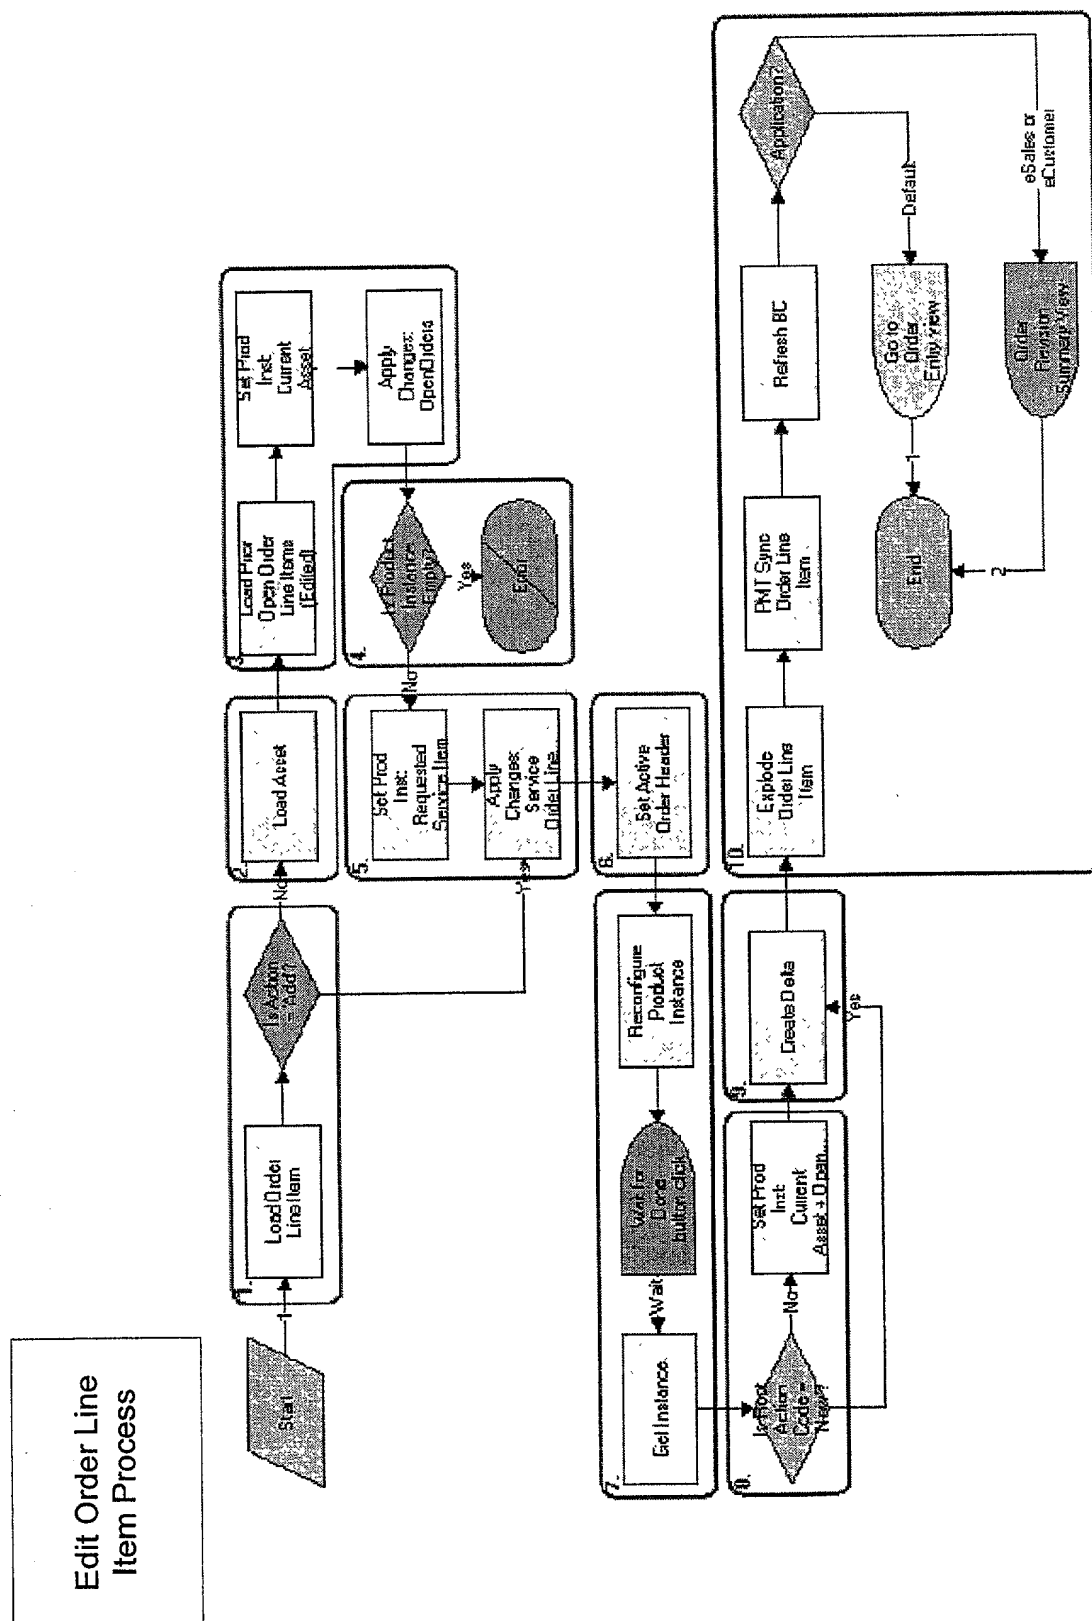 Edit Order Line
Item Process
Start
1
1.
Load Order
Line Item
Is Action
= 'Add'?
No
Yes
2.
Load Asset
3.
Load Prior
Open Order
Line Items
(Edited)
Set Prod
Inst:
Current
Asset
Apply
Changes:
Open Orders
4.
Is Product
Instance
Empty?
Yes
Error
No
5.
Set Prod
Inst:
Requested
Service Item
Apply
Changes:
Service
Order Line
6.
Set Active
Order Header
7.
Reconfigure
Product
Instance
Wait for
Done
button click
Wait
Get Instance
8.
Is Root
Action
Code =
New?
No
Yes
Set Prod
Inst:
Current
Asset + Open...
9.
Create Delta
10.
Explode
Order Line
Item
PMT Sync
Order Line
Item
Refresh BC
Application?
Default
eSales or
eCustomer
Go to
Order
Entry View
Order
Revision
Summary View
1
2
End